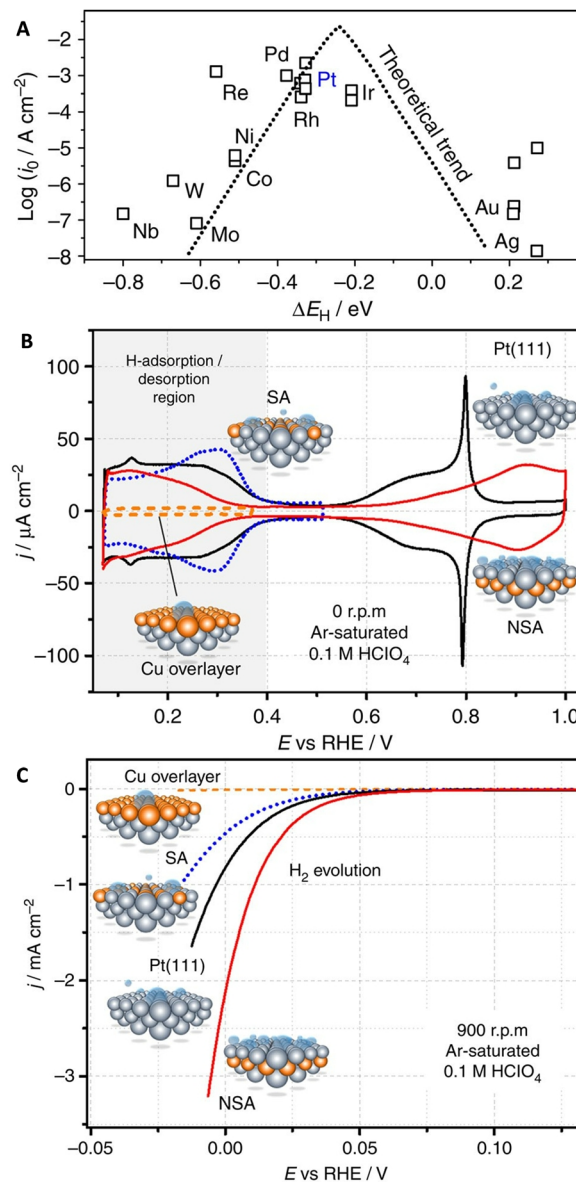 A
Log (i₀ / A cm⁻²)
−2
−3
−4
−5
−6
−7
−8
Pd
Pt
Re
Rh
Ir
Ni
Co
W
Nb
Mo
Au
Ag
Theoretical trend
−0.8
−0.6
−0.4
−0.2
0.0
0.2
ΔE_H / eV
B
j / μA cm⁻²
100
50
0
−50
−100
H-adsorption /
desorption
region
SA
Pt(111)
Cu overlayer
0 r.p.m
Ar-saturated
0.1 M HClO₄
NSA
0.2
0.4
0.6
0.8
1.0
E vs RHE / V
C
j / mA cm⁻²
0
−1
−2
−3
Cu overlayer
SA
H₂ evolution
Pt(111)
NSA
900 r.p.m
Ar-saturated
0.1 M HClO₄
−0.05
0.00
0.05
0.10
E vs RHE / V